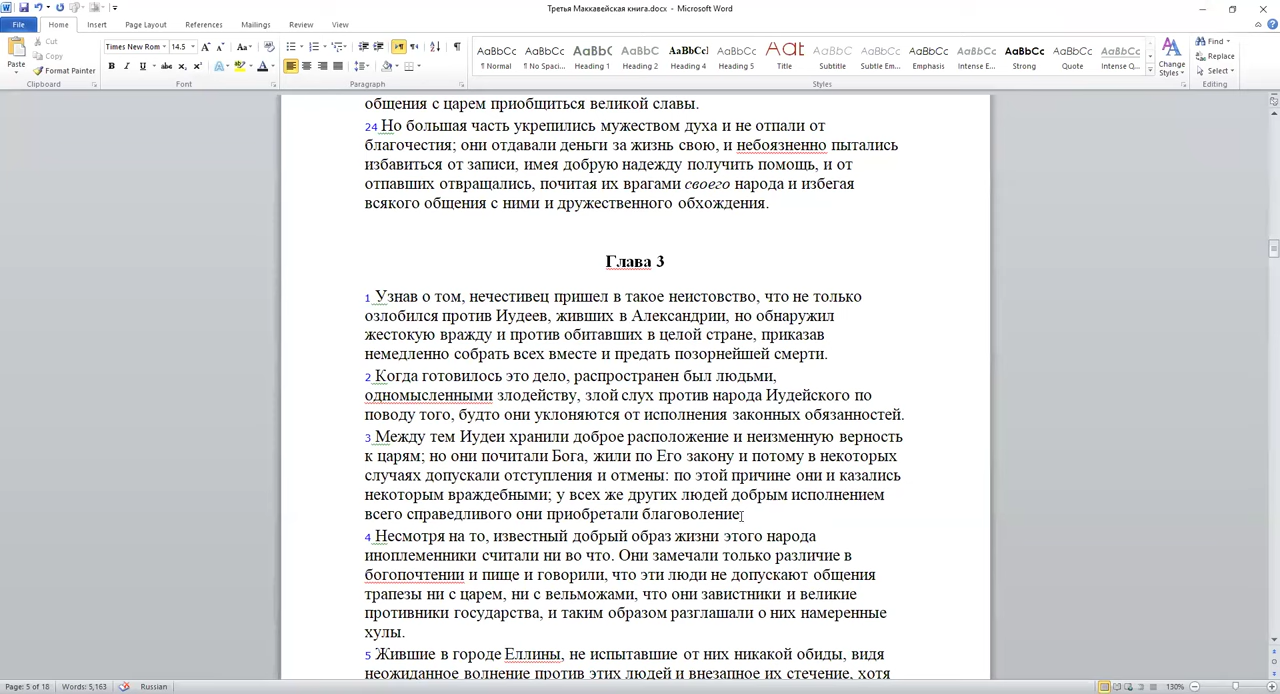 Третья Маккавейская книга.docx - Microsoft Word
File Home Insert Page Layout References Mailings Review View
Paste Cut Copy Format Painter Clipboard
Times New Rom 14.5 Font
Paragraph
AaBbCc AaBbCc AaBbC AaBbC AaBbCc AaBbCc Aat AaBbCc AaBbCc AaBbCc AaBbCc AaBbCc AaBbCc AaBbCc
¶ Normal ¶ No Spaci... Heading 1 Heading 2 Heading 4 Heading 5 Title Subtitle Subtle Em... Emphasis Intense E... Strong Quote Intense Q...
Styles
Change Styles
Find Replace Select Editing
общения с царем приобщиться великой славы.
24 Но большая часть укрепились мужеством духа и не отпали от
благочестия; они отдавали деньги за жизнь свою, и небоязненно пытались
избавиться от записи, имея добрую надежду получить помощь, и от
отпавших отвращались, почитая их врагами своего народа и избегая
всякого общения с ними и дружественного обхождения.
Глава 3
1 Узнав о том, нечестивец пришел в такое неистовство, что не только
озлобился против Иудеев, живших в Александрии, но обнаружил
жестокую вражду и против обитавших в целой стране, приказав
немедленно собрать всех вместе и предать позорнейшей смерти.
2 Когда готовилось это дело, распространен был людьми,
одномысленными злодейству, злой слух против народа Иудейского по
поводу того, будто они уклоняются от исполнения законных обязанностей.
3 Между тем Иудеи хранили доброе расположение и неизменную верность
к царям; но они почитали Бога, жили по Его закону и потому в некоторых
случаях допускали отступления и отмены: по этой причине они и казались
некоторым враждебными; у всех же других людей добрым исполнением
всего справедливого они приобретали благоволение
4 Несмотря на то, известный добрый образ жизни этого народа
иноплеменники считали ни во что. Они замечали только различие в
богопочтении и пище и говорили, что эти люди не допускают общения
трапезы ни с царем, ни с вельможами, что они завистники и великие
противники государства, и таким образом разглашали о них намеренные
хулы.
5 Жившие в городе Еллины, не испытавшие от них никакой обиды, видя
неожиданное волнение против этих людей и внезапное их стечение, хотя
Page: 5 of 18 Words: 5,163 Russian 130%